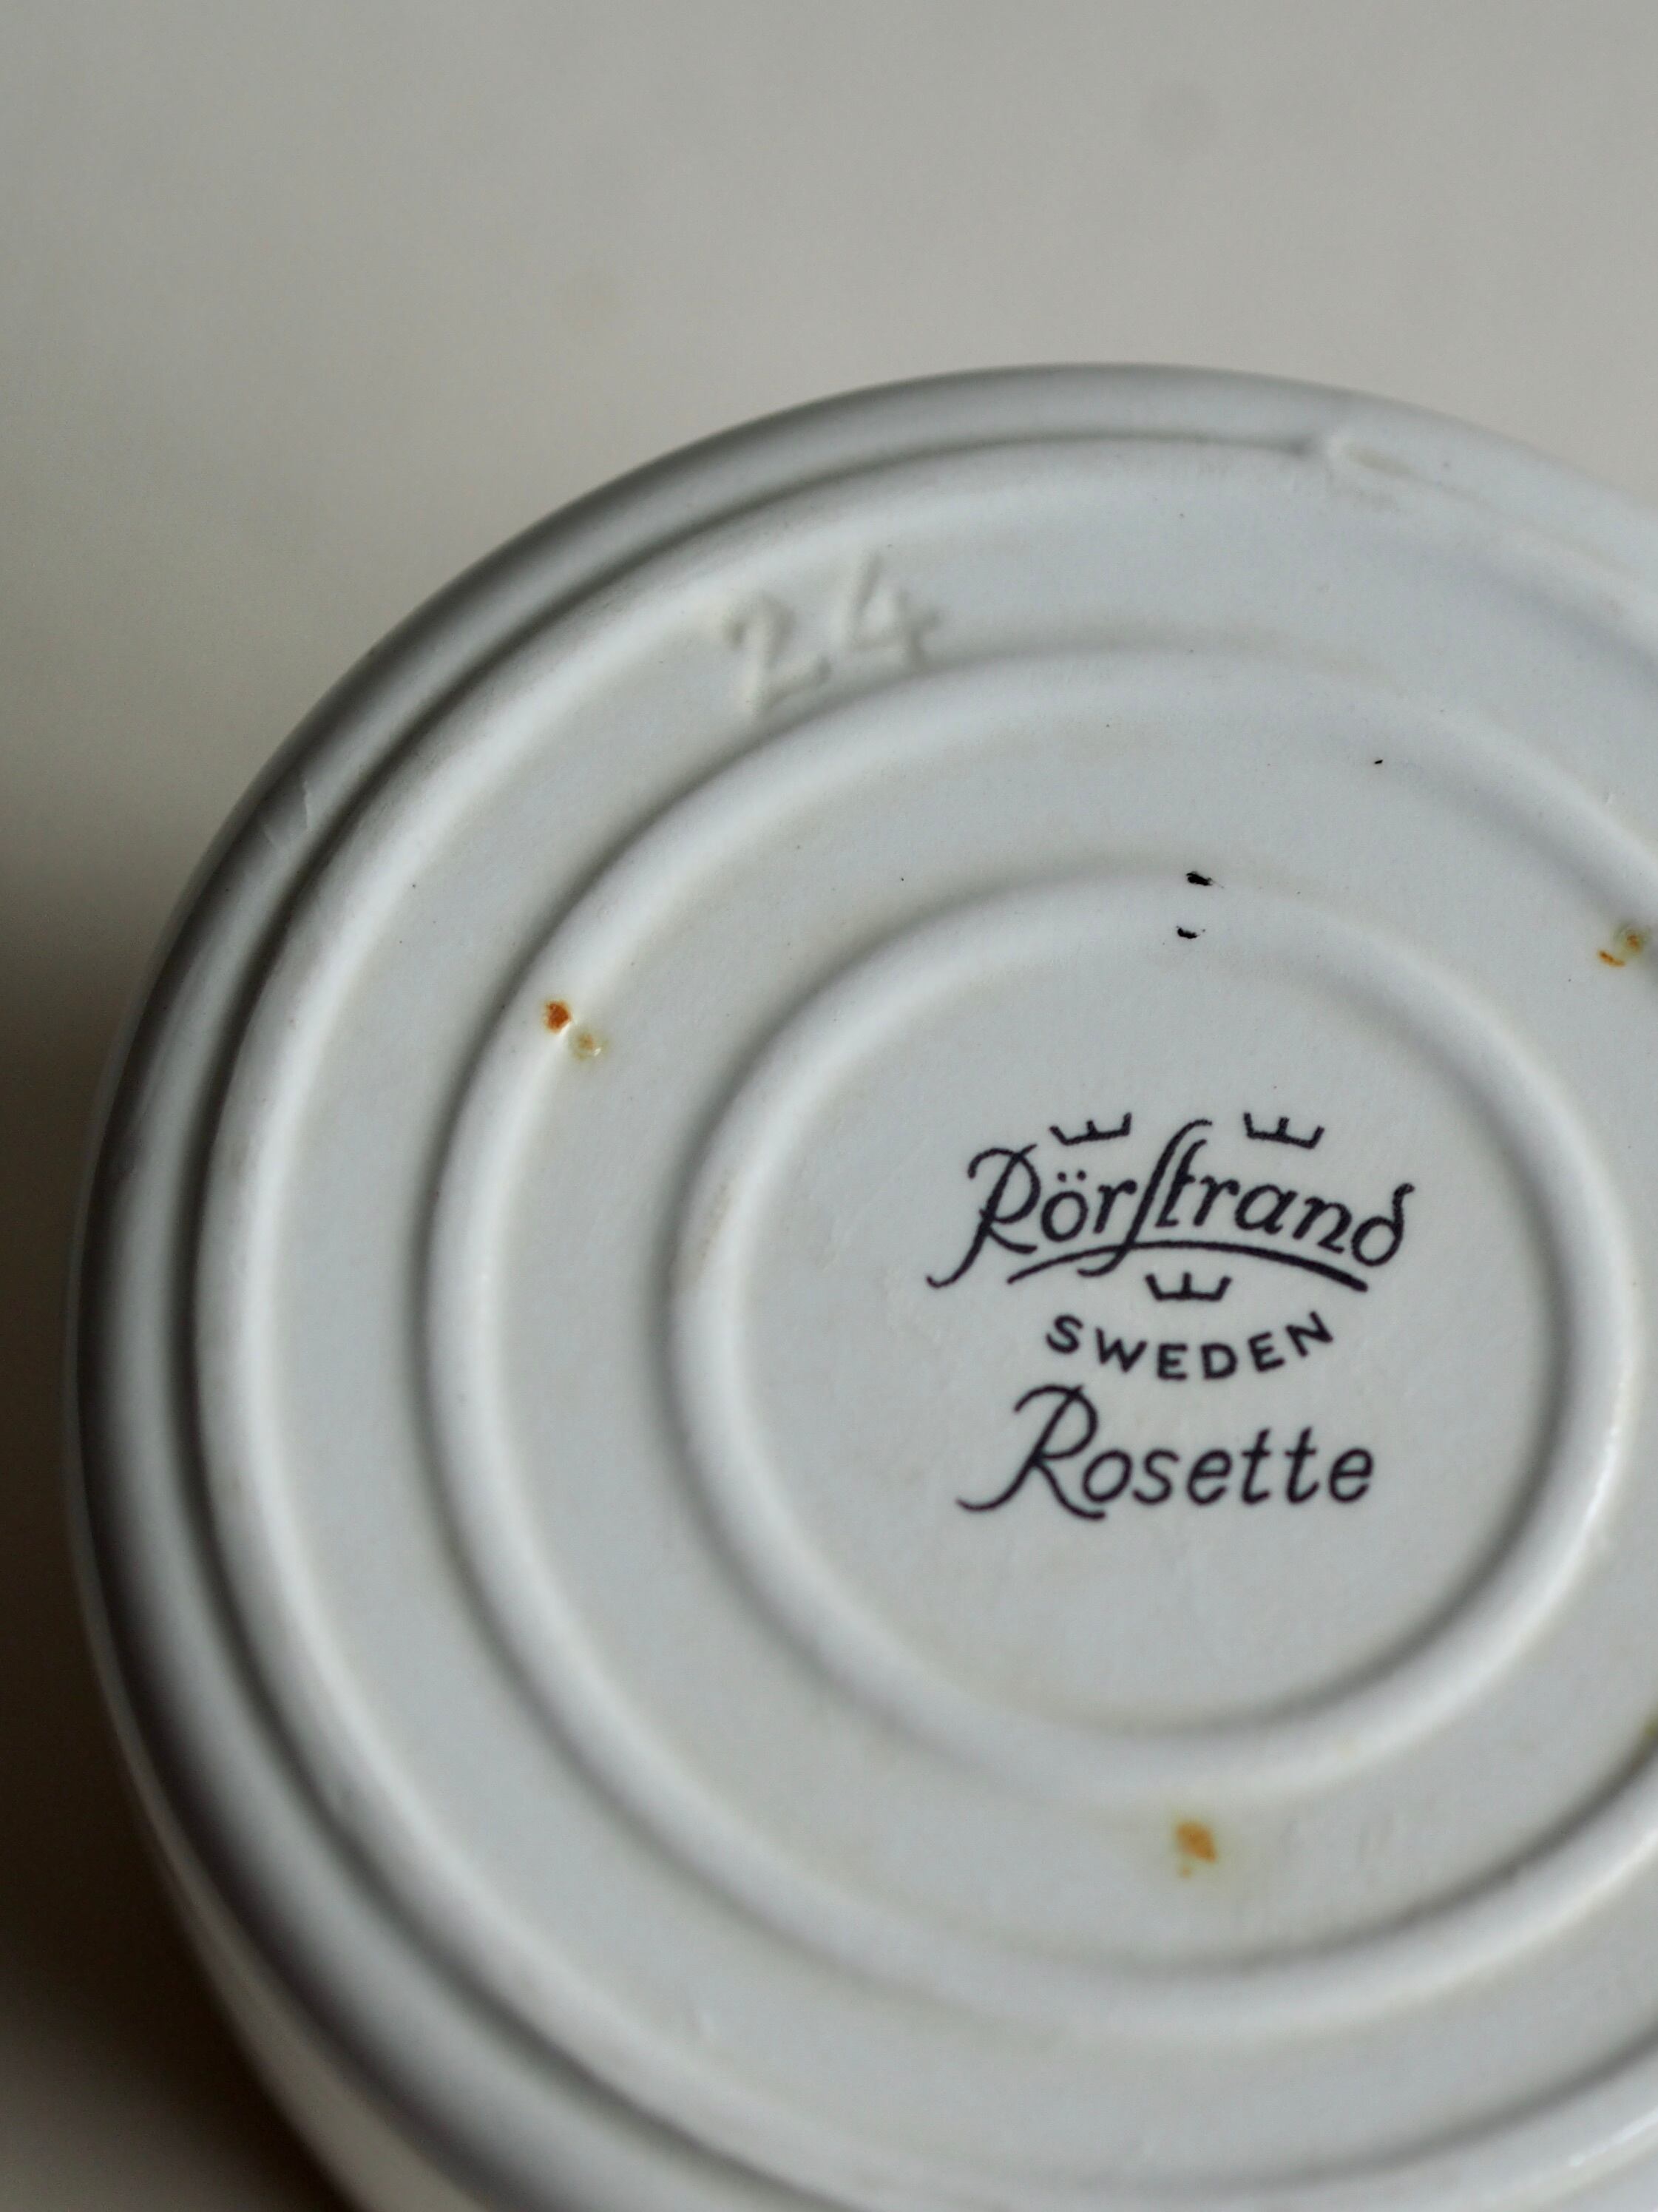 24
Rörstrand
SWEDEN
Rosette